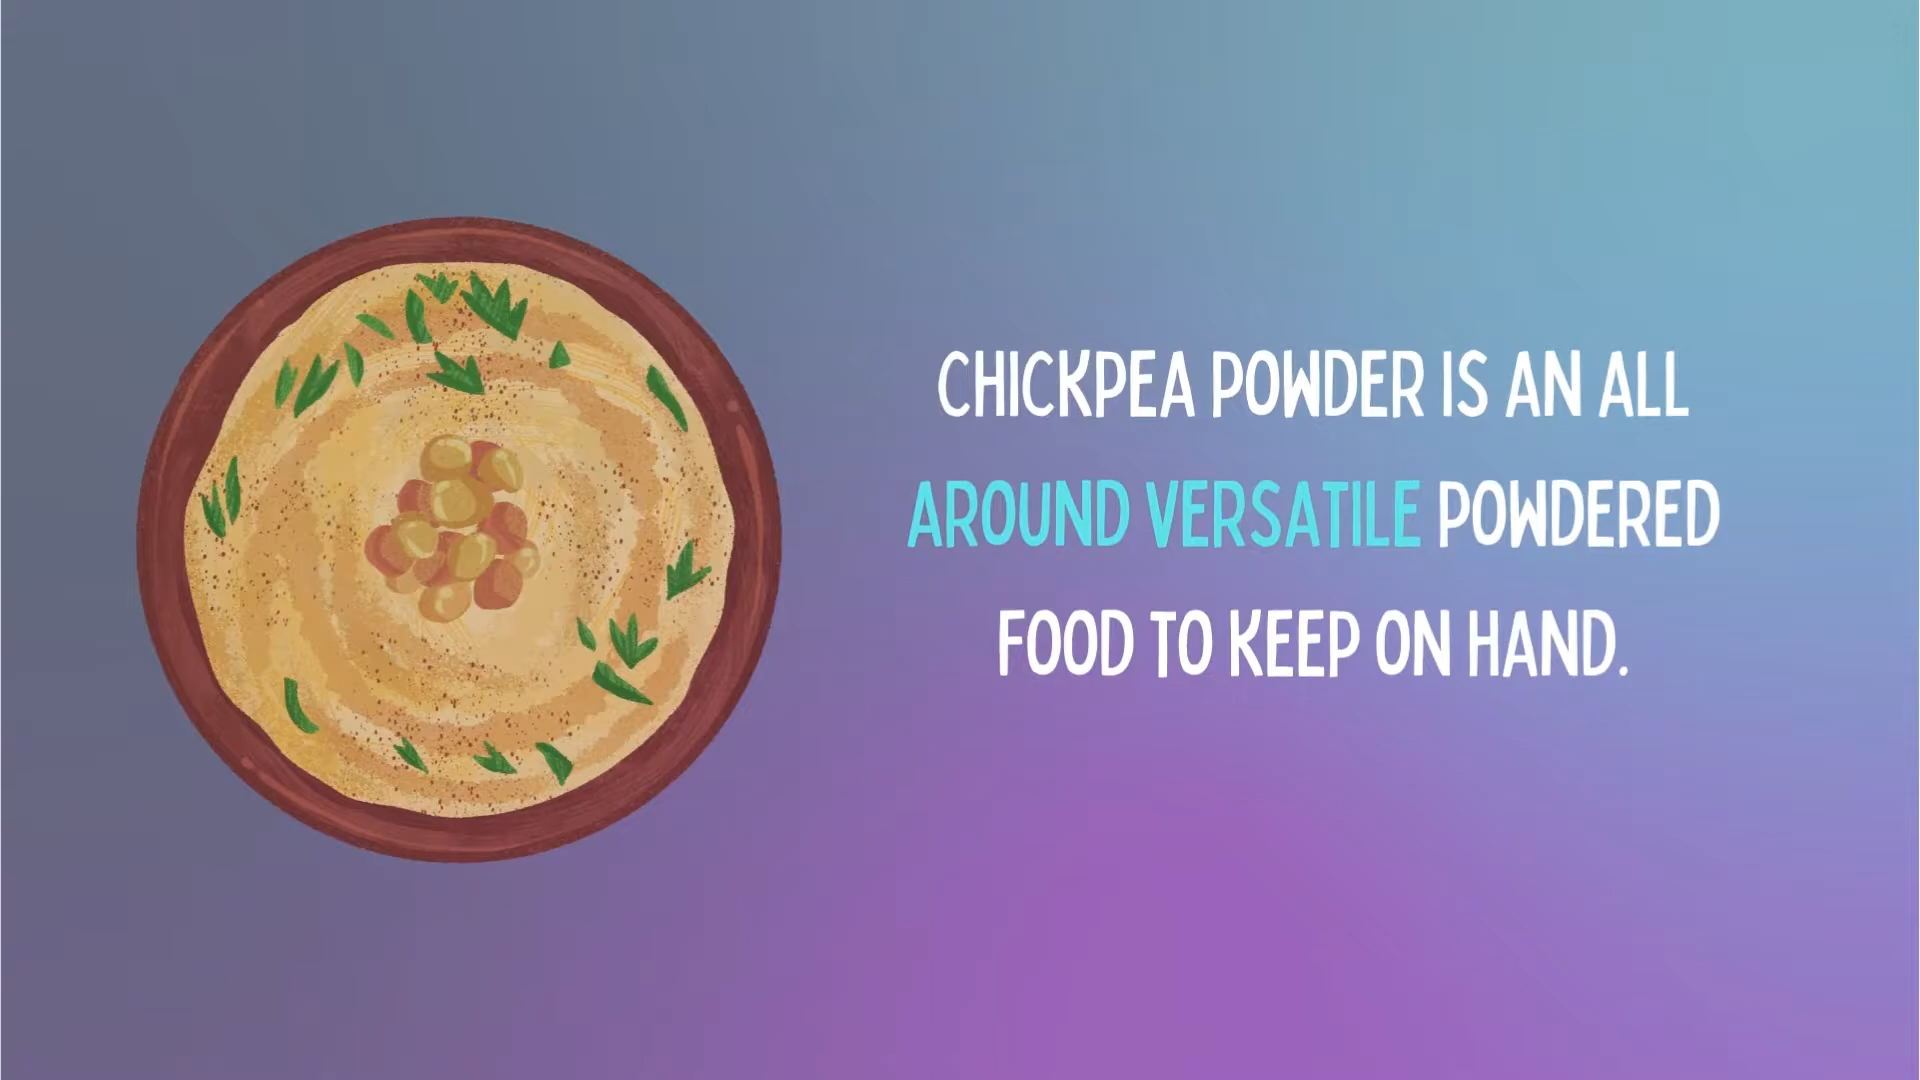 CHICKPEA POWDER IS AN ALL
AROUND VERSATILE POWDERED
FOOD TO KEEP ON HAND.